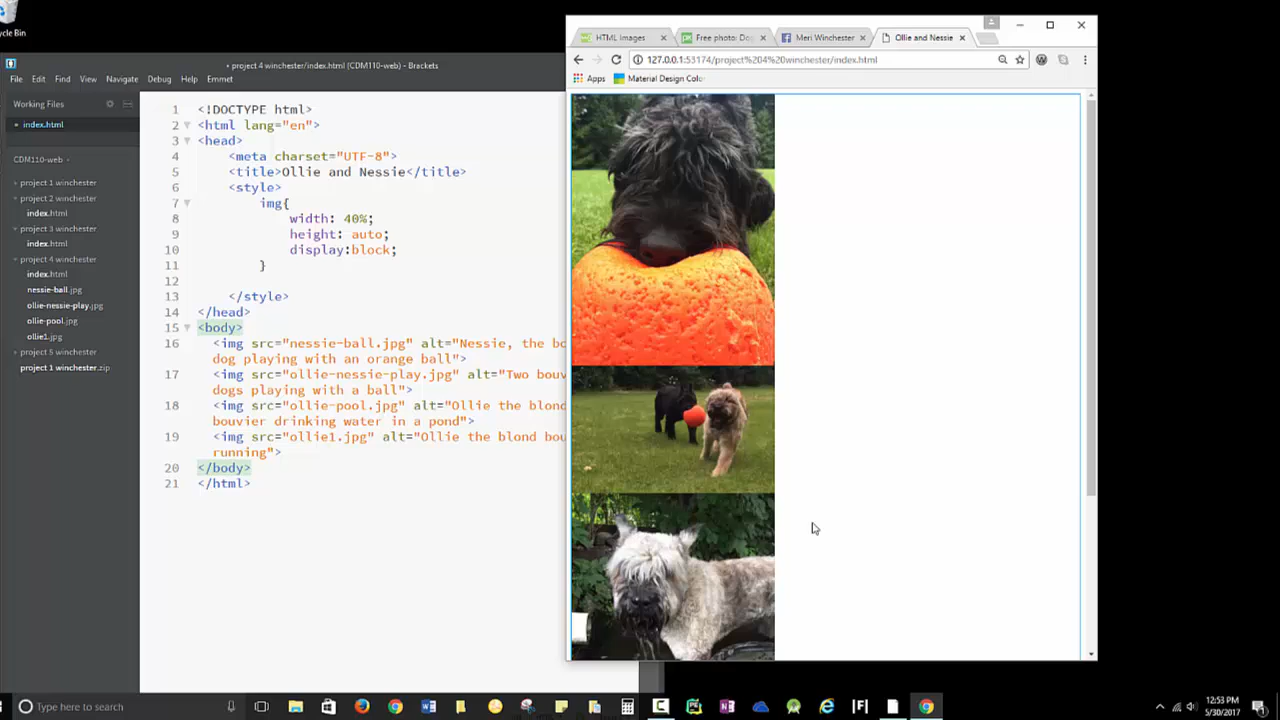 cycle Bin
• project 4 winchester/index.html (CDM110-web) - Brackets
File Edit Find View Navigate Debug Help Emmet
Working Files
• index.html
CDM110-web
project 1 winchester
project 2 winchester
index.html
project 3 winchester
index.html
project 4 winchester
index.html
nessie-ball.jpg
ollie-nessie-play.jpg
ollie-pool.jpg
ollie1.jpg
project 5 winchester
project 1 winchester.zip
1 <!DOCTYPE html>
2 <html lang="en">
3 <head>
4 <meta charset="UTF-8">
5 <title>Ollie and Nessie</title>
6 <style>
7 img{
8 width: 40%;
9 height: auto;
10 display:block;
11 }
12
13 </style>
14 </head>
15 <body>
16 <img src="nessie-ball.jpg" alt="Nessie, the bo
dog playing with an orange ball">
17 <img src="ollie-nessie-play.jpg" alt="Two bouv
dogs playing with a ball">
18 <img src="ollie-pool.jpg" alt="Ollie the blond
bouvier drinking water in a pond">
19 <img src="ollie1.jpg" alt="Ollie the blond bou
running">
20 </body>
21 </html>
HTML Images
Free photo: Do
Meri Winchester
Ollie and Nessie
127.0.0.1:53174/project%204%20winchester/index.html
Apps Material Design Colo
Type here to search
12:53 PM
5/30/2017